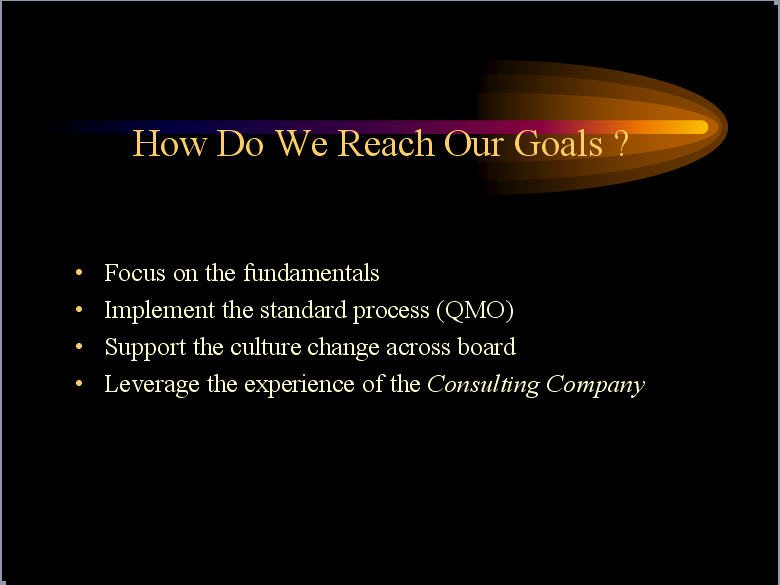 How Do We Reach Our Goals ?
• Focus on the fundamentals
• Implement the standard process (QMO)
• Support the culture change across board
• Leverage the experience of the Consulting Company